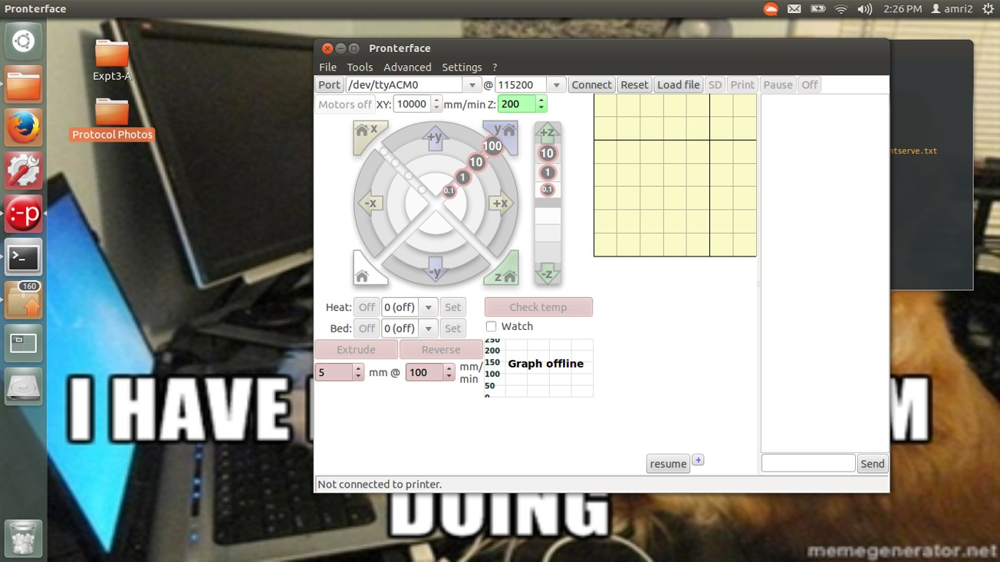 Pronterface
2:26 PM amri2
Expt3-A
Protocol Photos
:-p
>_
160
Pronterface
File Tools Advanced Settings ?
Port /dev/ttyACM0 @ 115200 Connect Reset Load file SD Print Pause Off
Motors off XY: 10000 mm/min Z: 200
x +y y +z
100 10
10 1
1 0.1
0.1
-x +x
-y z -z
Heat: Off 0 (off) Set Check temp
Bed: Off 0 (off) Set Watch
Extrude Reverse
5 mm @ 100 mm/
min
250
200
150 Graph offline
100
50
0
resume +
Send
Not connected to printer.
ntserve.txt
I HAVE
M
DOING
memegenerator.net